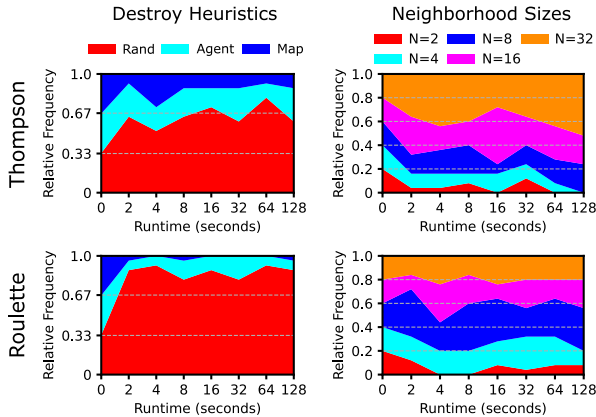 Destroy Heuristics
Neighborhood Sizes
Rand Agent Map
N=2 N=8 N=32
N=4 N=16
Thompson
Relative Frequency
1.0
0.67
0.33
0
0 2 4 8 16 32 64 128
Runtime (seconds)
Relative Frequency
1.0
0.8
0.6
0.4
0.2
0
0 2 4 8 16 32 64 128
Runtime (seconds)
Roulette
Relative Frequency
1.0
0.67
0.33
0 2 4 8 16 32 64 128
Runtime (seconds)
Relative Frequency
1.0
0.8
0.6
0.4
0.2
0.
0 2 4 8 16 32 64 128
Runtime (seconds)